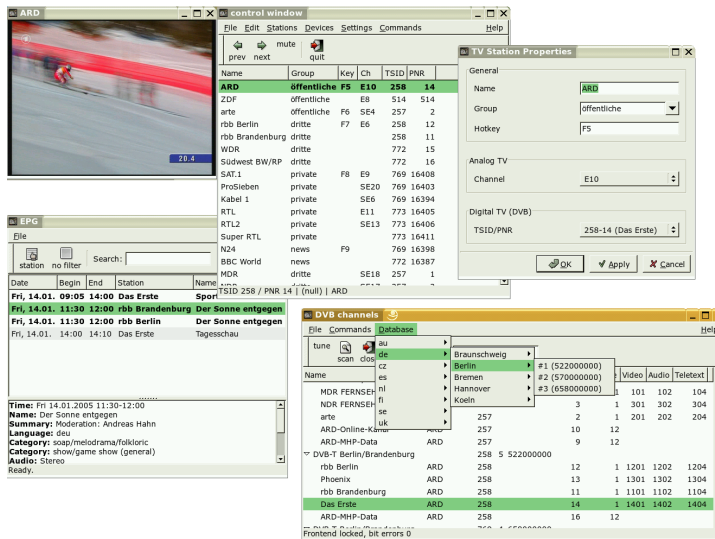 ARD
20.4
control window
File Edit Stations Devices Settings Commands Help
prev next mute quit
Name Group Key Ch TSID PNR
ARD öffentliche F5 E10 258 14
ZDF öffentliche E8 514 514
arte öffentliche F6 SE4 257 2
rbb Berlin dritte F7 E6 258 12
rbb Brandenburg dritte 258 11
WDR dritte 772 15
Südwest BW/RP dritte 772 16
SAT.1 private F8 E9 769 16408
ProSieben private SE20 769 16403
Kabel 1 private SE6 769 16394
RTL private E11 773 16405
RTL2 private SE13 773 16406
Super RTL private 773 16411
N24 news F9 769 16398
BBC World news 772 16387
MDR dritte SE18 257 1
TSID 258 / PNR 14 | (null) | ARD
TV Station Properties
General
Name ARD
Group öffentliche
Hotkey F5
Analog TV
Channel E10
Digital TV (DVB)
TSID/PNR 258-14 (Das Erste)
OK Apply Cancel
EPG
File
station no filter Search:
Date Begin End Station Name
Fri, 14.01. 09:05 14:00 Das Erste Sport
Fri, 14.01. 11:30 12:00 rbb Brandenburg Der Sonne entgegen
Fri, 14.01. 11:30 12:00 rbb Berlin Der Sonne entgegen
Fri, 14.01. 14:00 14:10 Das Erste Tagesschau
Time: Fri 14.01.2005 11:30-12:00
Name: Der Sonne entgegen
Summary: Moderation: Andreas Hahn
Language: deu
Category: soap/melodrama/folkloric
Category: show/game show (general)
Audio: Stereo
Ready.
DVB channels
File Commands Database Help
tune scan clos
au
de
cz
es
nl
fi
se
uk
Braunschweig
Berlin
Bremen
Hannover
Koeln
#1 (522000000)
#2 (570000000)
#3 (658000000)
Name Video Audio Teletext
MDR FERNSEH 1 101 102 104
NDR FERNSEH 3 1 301 302 304
arte 257 2 1 201 202 204
ARD-Online-Kanal ARD 257 10 12
ARD-MHP-Data ARD 257 9 12
DVB-T Berlin/Brandenburg 258 5 522000000
rbb Berlin ARD 258 12 1 1201 1202 1204
Phoenix ARD 258 13 1 1301 1302 1304
rbb Brandenburg ARD 258 11 1 1101 1102 1104
Das Erste ARD 258 14 1 1401 1402 1404
ARD-MHP-Data ARD 258 16 12
Frontend locked, bit errors 0